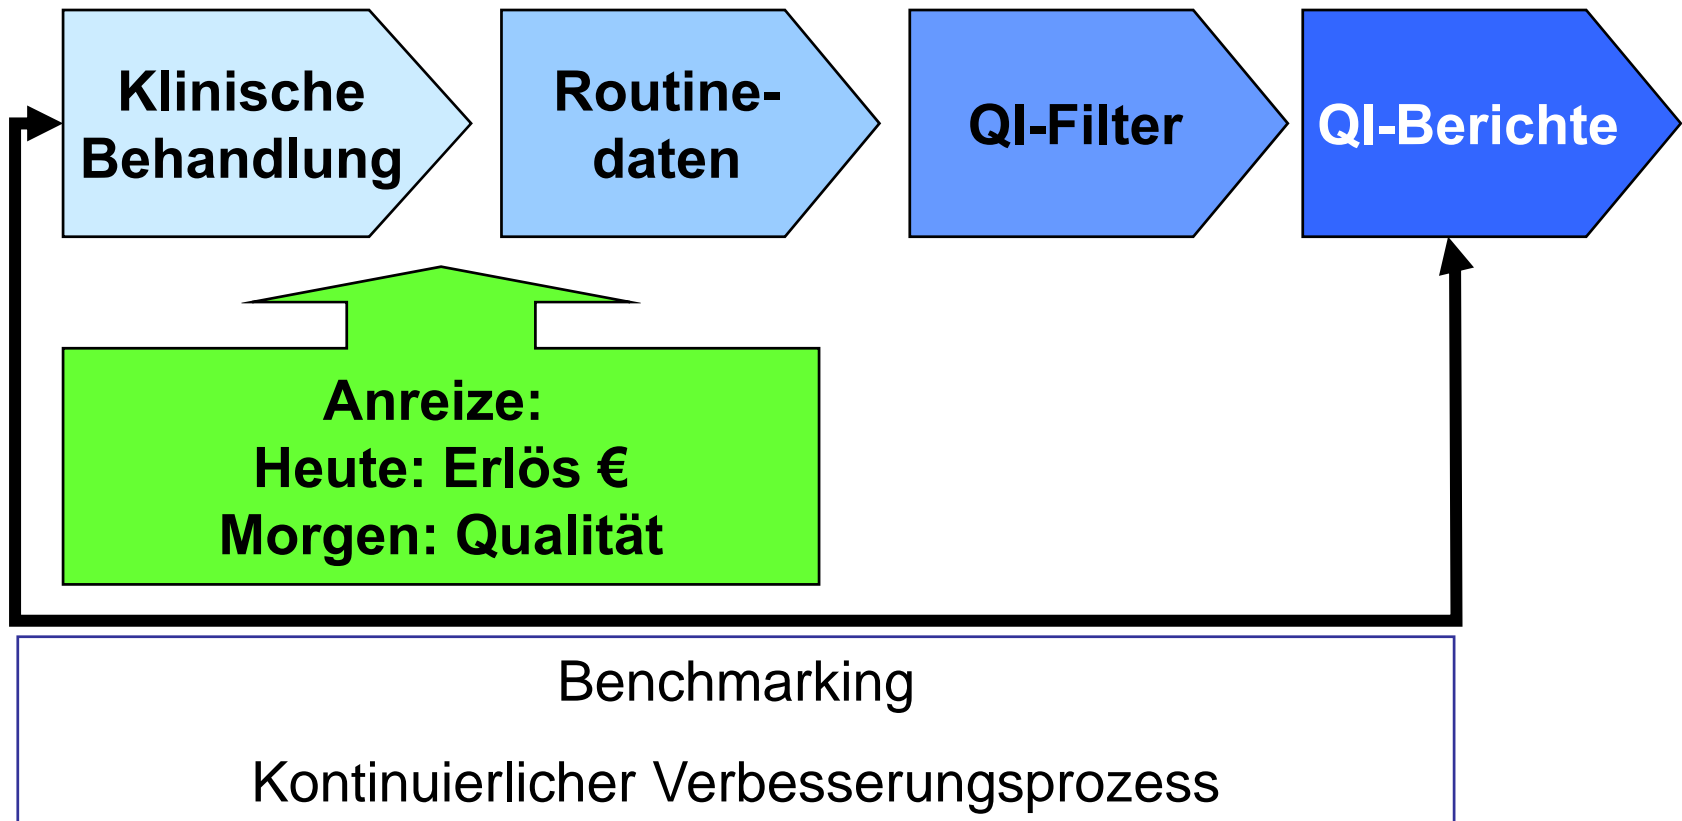 Klinische
Behandlung
Routine-
daten
QI-Filter
QI-Berichte
Anreize:
Heute: Erlös €
Morgen: Qualität
Benchmarking
Kontinuierlicher Verbesserungsprozess